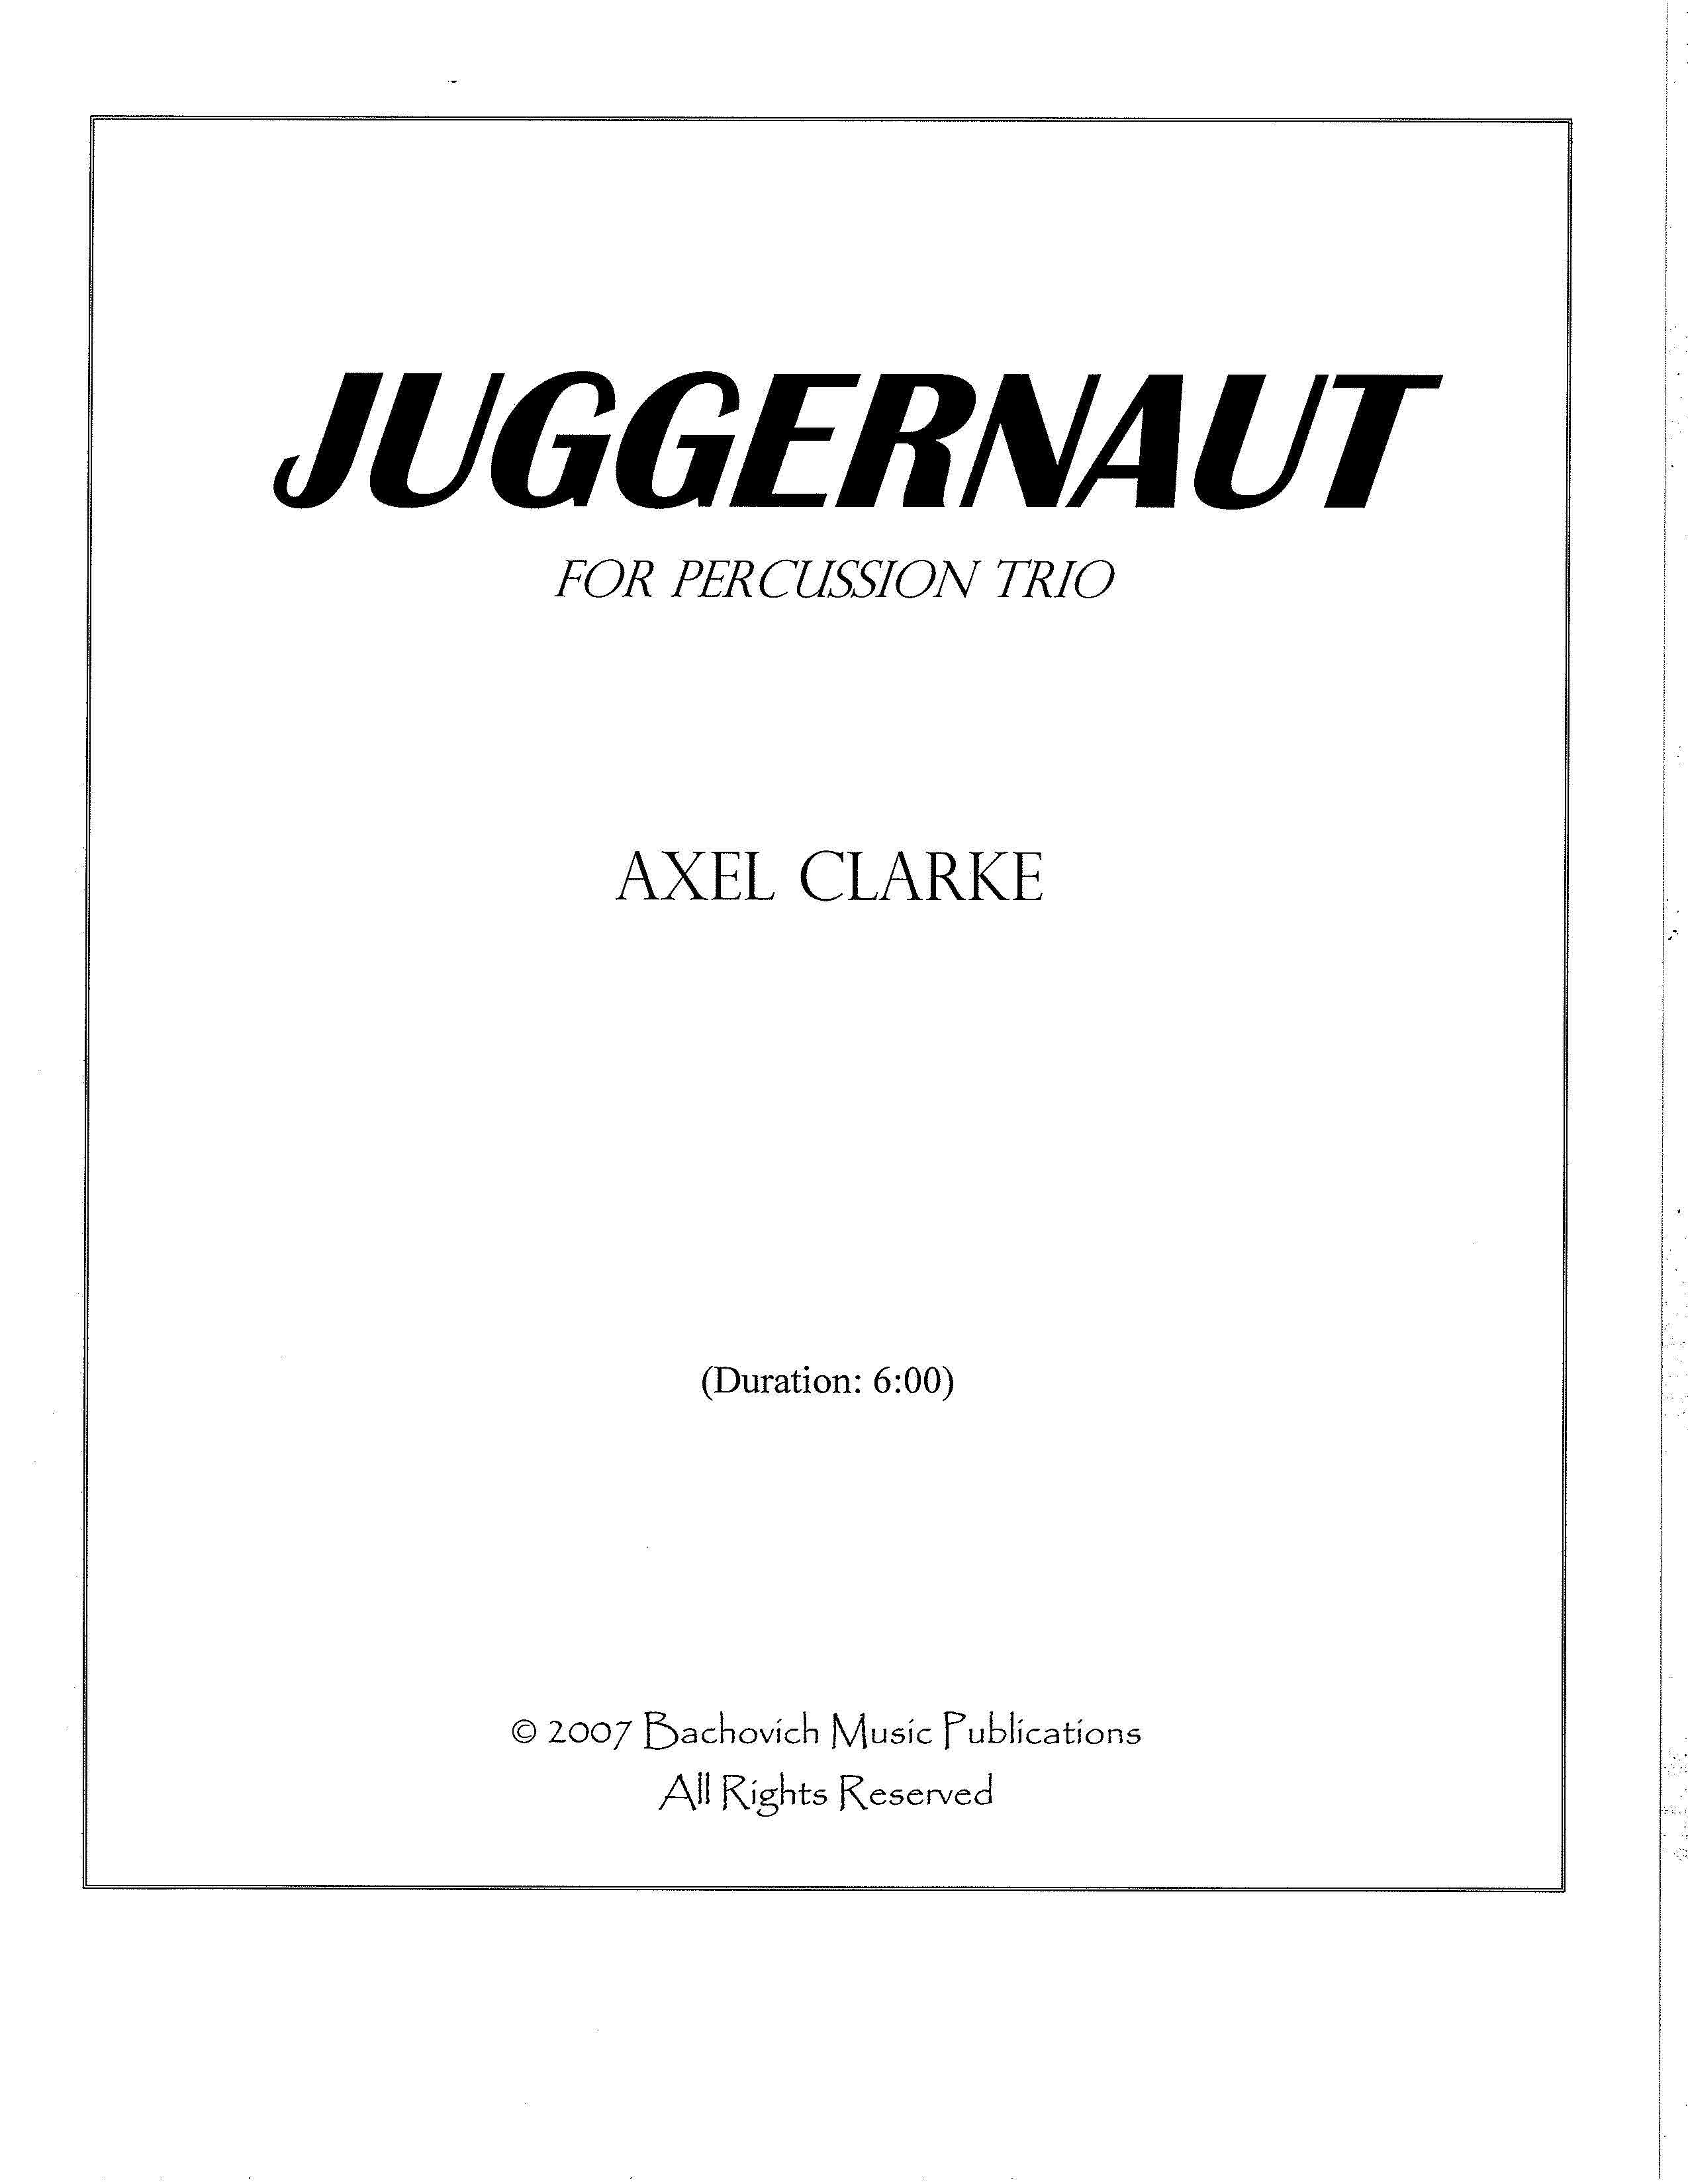 JUGGERNAUT
FOR PERCUSSION TRIO
AXEL CLARKE
(Duration: 6:00)
© 2007 Bachovich Music Publications
All Rights Reserved